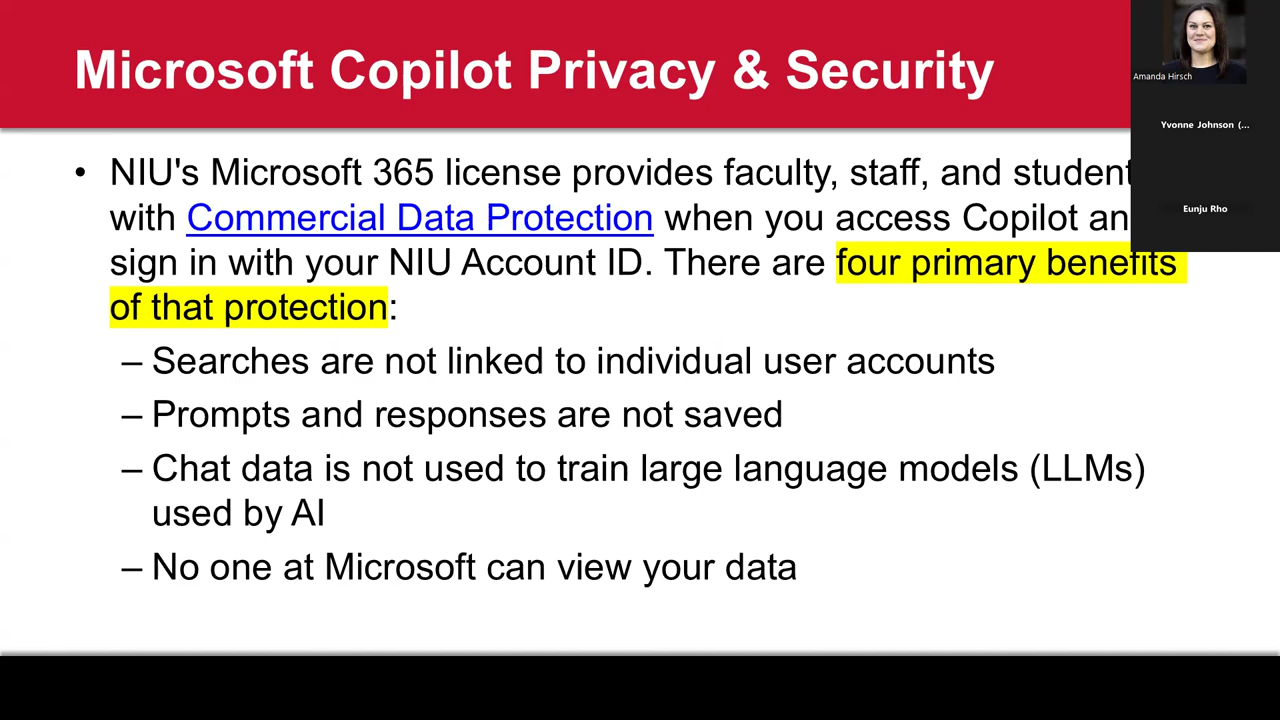 Microsoft Copilot Privacy & Security
Amanda Hirsch
Yvonne Johnson (...
Eunju Rho
• NIU's Microsoft 365 license provides faculty, staff, and student
with Commercial Data Protection when you access Copilot an
sign in with your NIU Account ID. There are four primary benefits
of that protection:
– Searches are not linked to individual user accounts
– Prompts and responses are not saved
– Chat data is not used to train large language models (LLMs)
used by AI
– No one at Microsoft can view your data